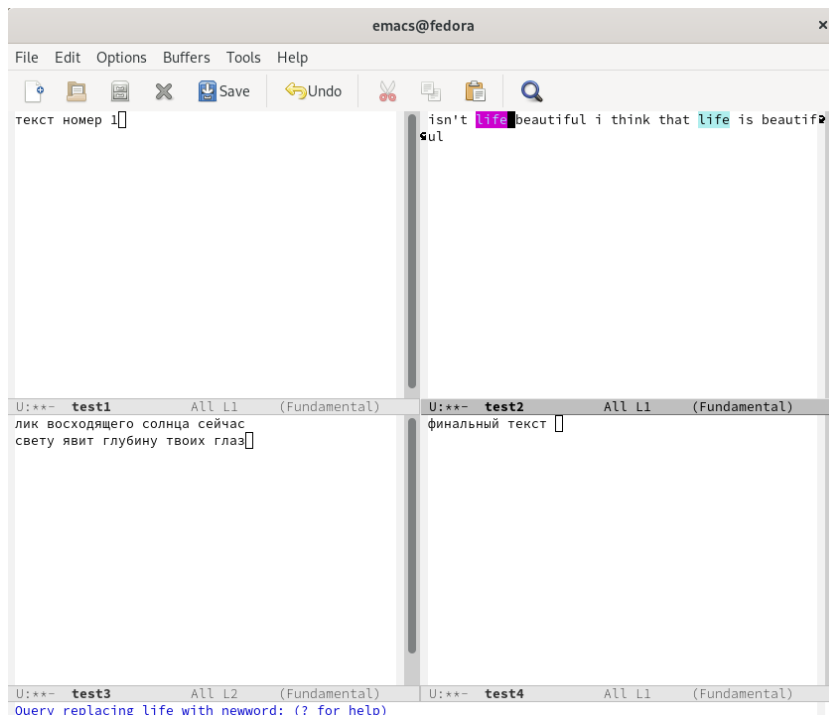 emacs@fedora
File Edit Options Buffers Tools Help
Save Undo
текст номер 1
isn't life beautiful i think that life is beautif
ul
U:**- test1 All L1 (Fundamental)
U:**- test2 All L1 (Fundamental)
лик восходящего солнца сейчас
свету явит глубину твоих глаз
финальный текст
U:**- test3 All L2 (Fundamental)
U:**- test4 All L1 (Fundamental)
Query replacing life with newword: (? for help)